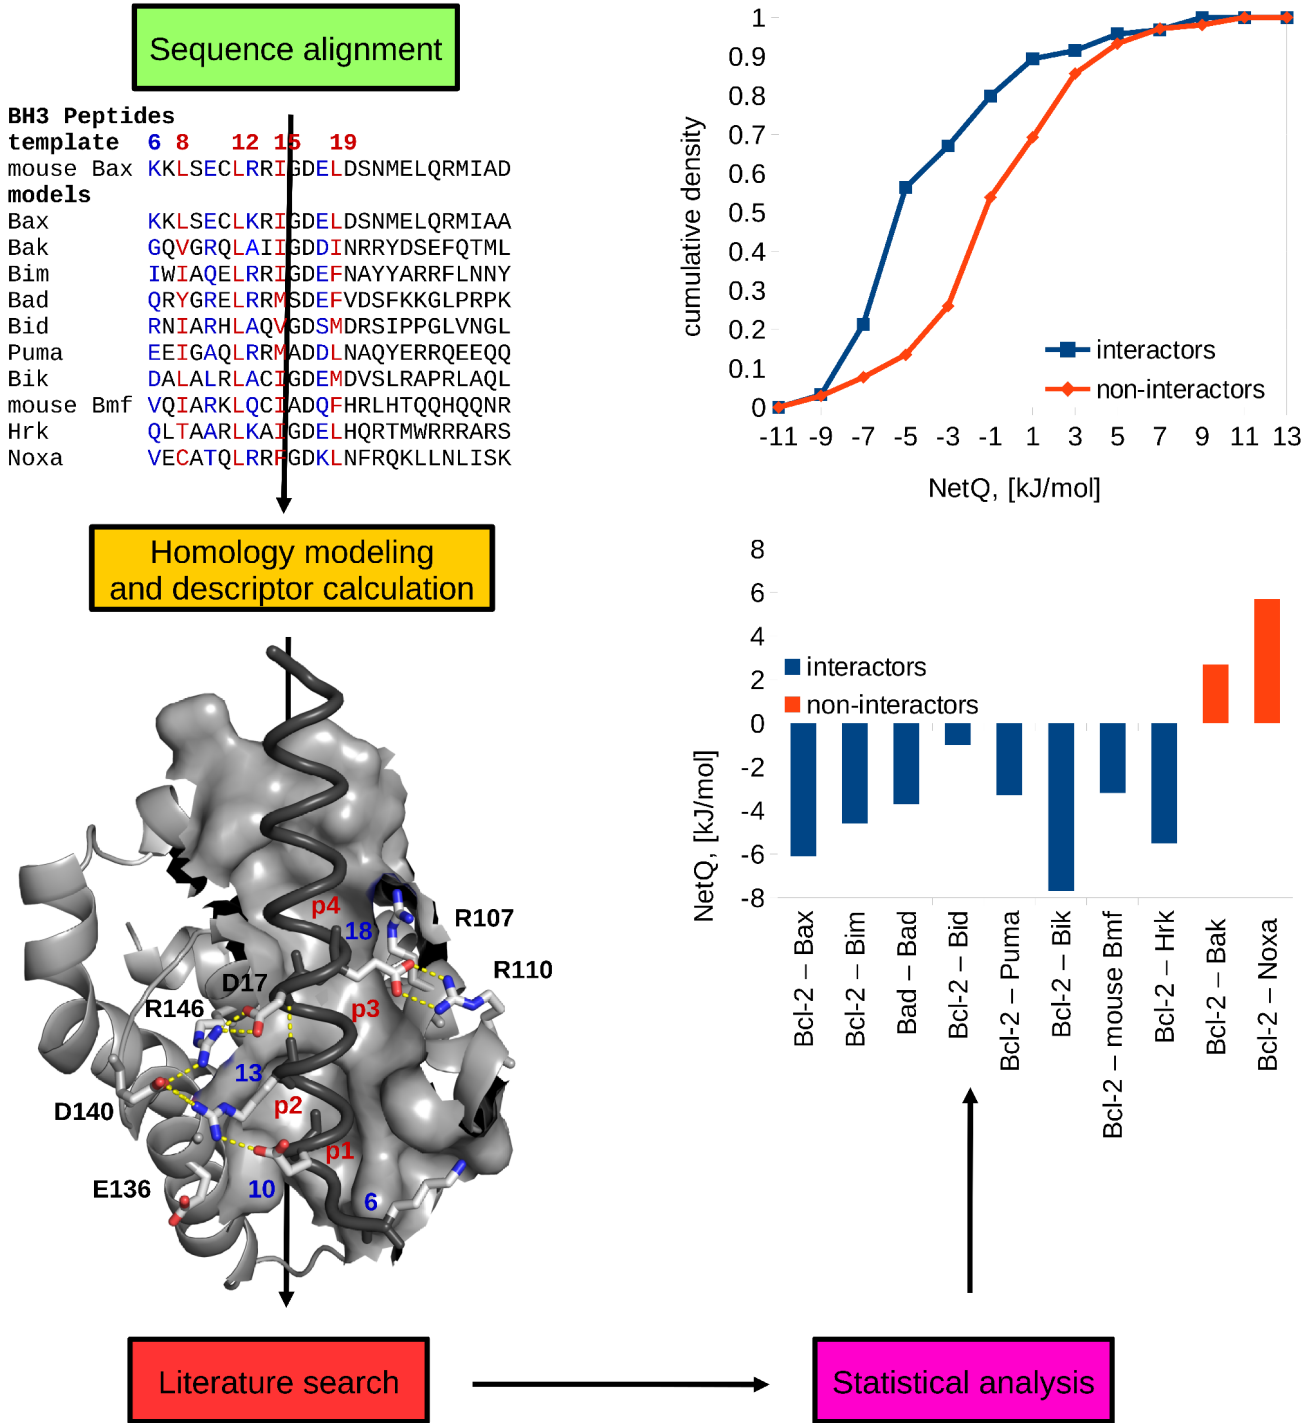 Sequence alignment
BH3 Peptides
template 6 8 12 15 19
mouse Bax KKLSECLRRIGDELDSNMELQRMIAD
models
Bax KKLSECLKRIGDELDSNMELQRMIAA
Bak GQVGRQLAIIGDDINRRYDSEFQTML
Bim IWIAQELRRIGDEFNAYYARRFLNNY
Bad QRYGRELRRMSDEFVDSFKKGLPRPK
Bid RNIARHLAQVGDSMDRSIPPGLVNGL
Puma EEIGAQLRRMADDLNAQYERRQEEQQ
Bik DALALRLACIGDEMDVSLRAPRLAQL
mouse Bmf VQIARKLQCIADQFHRLHTQQHQQNR
Hrk QLTAARLKAIGDELHQRTMWRRRARS
Noxa VECATQLRRFGDKLNFRQKLLNLISK
Homology modeling
and descriptor calculation
p4
18
R107
R110
D17
R146
p3
13
D140
p2
p1
E136
10
6
Literature search
Statistical analysis
1
0.9
0.8
0.7
0.6
0.5
0.4
0.3
0.2
0.1
0
cumulative density
interactors
non-interactors
-11 -9 -7 -5 -3 -1 1 3 5 7 9 11 13
NetQ, [kJ/mol]
8
6
4
2
0
-2
-4
-6
-8
NetQ, [kJ/mol]
interactors
non-interactors
Bcl-2 – Bax
Bcl-2 – Bim
Bad – Bad
Bcl-2 – Bid
Bcl-2 – Puma
Bcl-2 – Bik
Bcl-2 – mouse Bmf
Bcl-2 – Hrk
Bcl-2 – Bak
Bcl-2 – Noxa